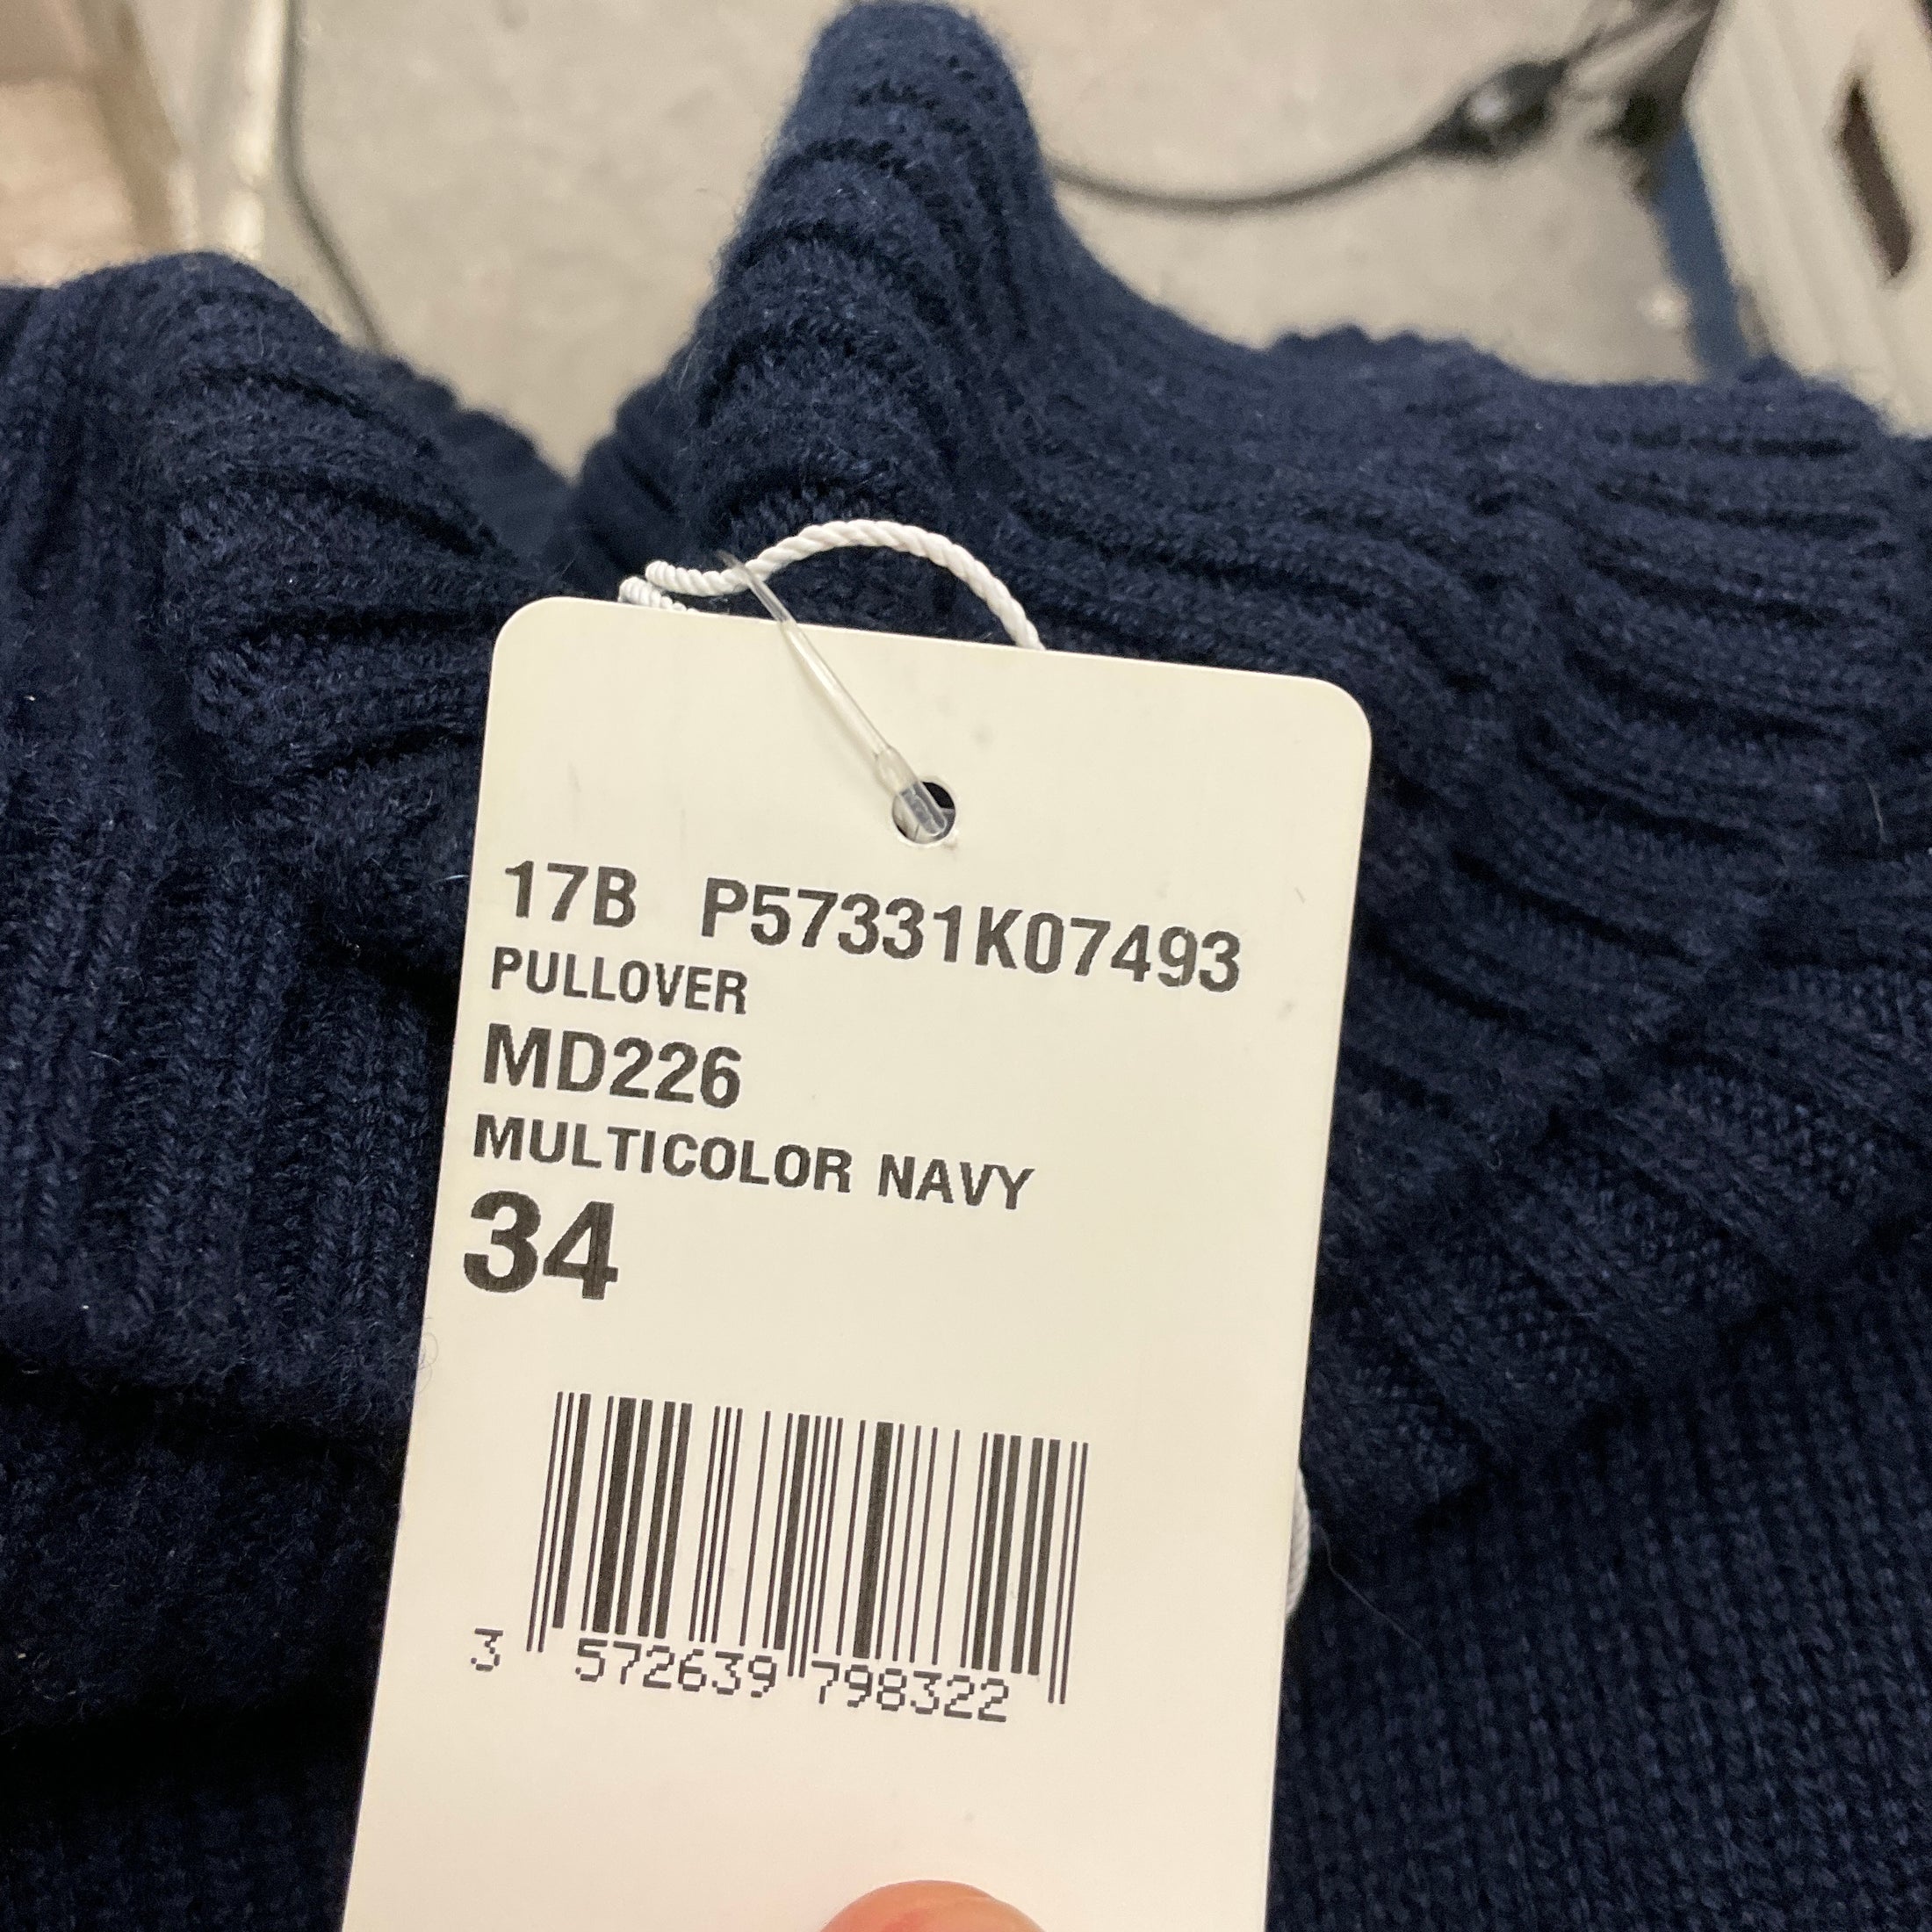 17B P57331K07493
PULLOVER
MD226
MULTICOLOR NAVY
34
3 572639 798322